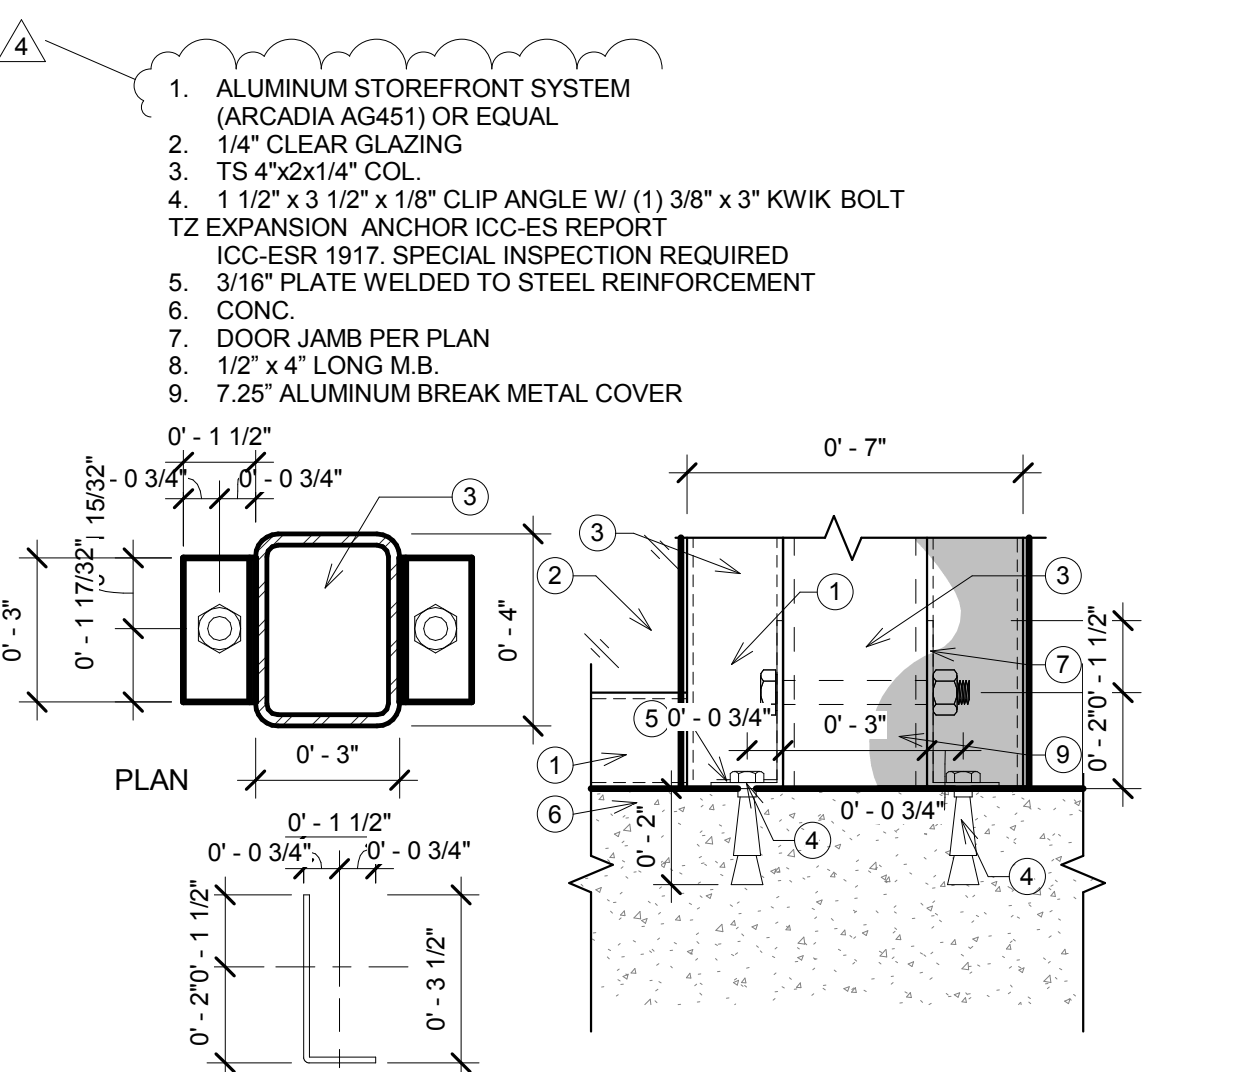 4
1. ALUMINUM STOREFRONT SYSTEM
(ARCADIA AG451) OR EQUAL
2. 1/4" CLEAR GLAZING
3. TS 4"x2x1/4" COL.
4. 1 1/2" x 3 1/2" x 1/8" CLIP ANGLE W/ (1) 3/8" x 3" KWIK BOLT
TZ EXPANSION ANCHOR ICC-ES REPORT
ICC-ESR 1917. SPECIAL INSPECTION REQUIRED
5. 3/16" PLATE WELDED TO STEEL REINFORCEMENT
6. CONC.
7. DOOR JAMB PER PLAN
8. 1/2” x 4” LONG M.B.
9. 7.25” ALUMINUM BREAK METAL COVER
0' - 1 1/2"
- 0 3/4"
0' - 0 3/4"
15/32"
0' - 1 17/32"
0' - 3"
3
0' - 4"
0' - 3"
PLAN
0' - 1 1/2"
0' - 0 3/4"
0' - 0 3/4"
0' - 1 1/2"
0' - 2"
0' - 3 1/2"
0' - 7"
3
2
1
3
7
0' - 1 1/2"
0' - 2"
5
0' - 0 3/4"
0' - 3"
1
9
6
0' - 2"
0' - 0 3/4"
4
4